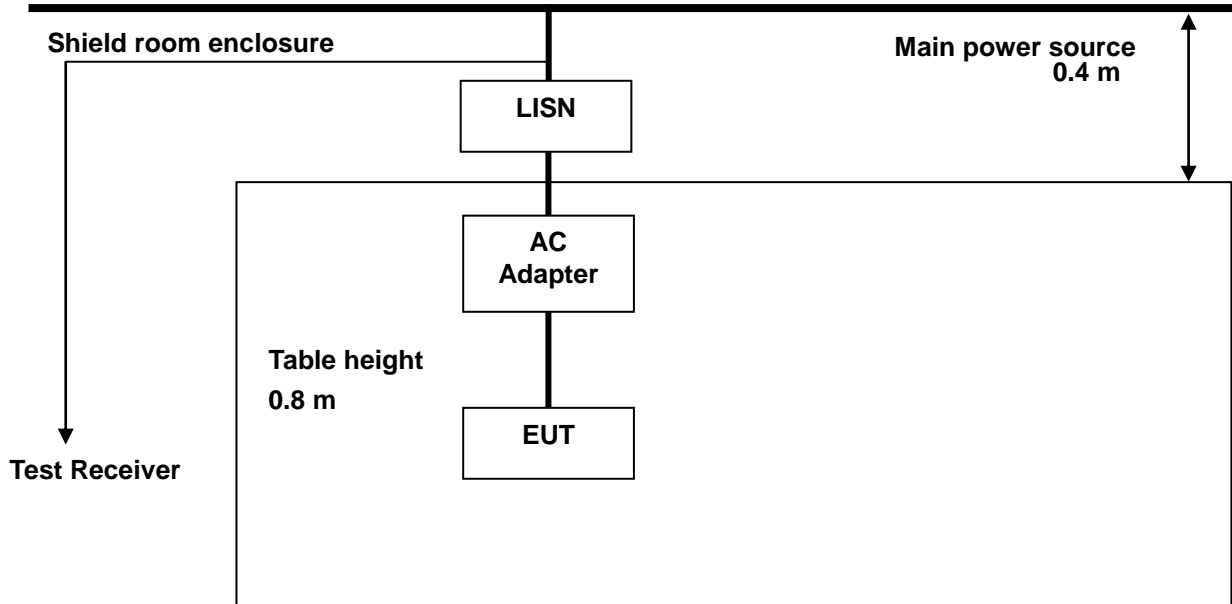 Shield room enclosure
Main power source
0.4 m
LISN
AC
Adapter
Table height
0.8 m
EUT
Test Receiver